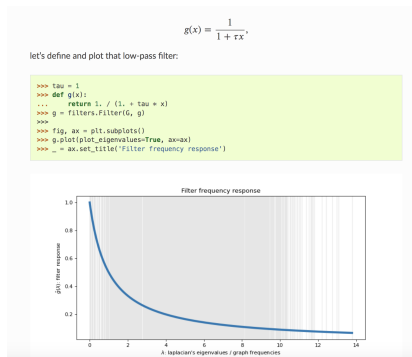 g(x) = 1 / (1 + τx),
let's define and plot that low-pass filter:
>>> tau = 1
>>> def g(x):
...     return 1. / (1. + tau * x)
>>> g = filters.Filter(G, g)
>>>
>>> fig, ax = plt.subplots()
>>> g.plot(plot_eigenvalues=True, ax=ax)
>>> _ = ax.set_title('Filter frequency response')
Filter frequency response
1.0
0.8
0.6
0.4
0.2
ĝ(λ): filter response
0 2 4 6 8 10 12 14
λ: laplacian's eigenvalues / graph frequencies